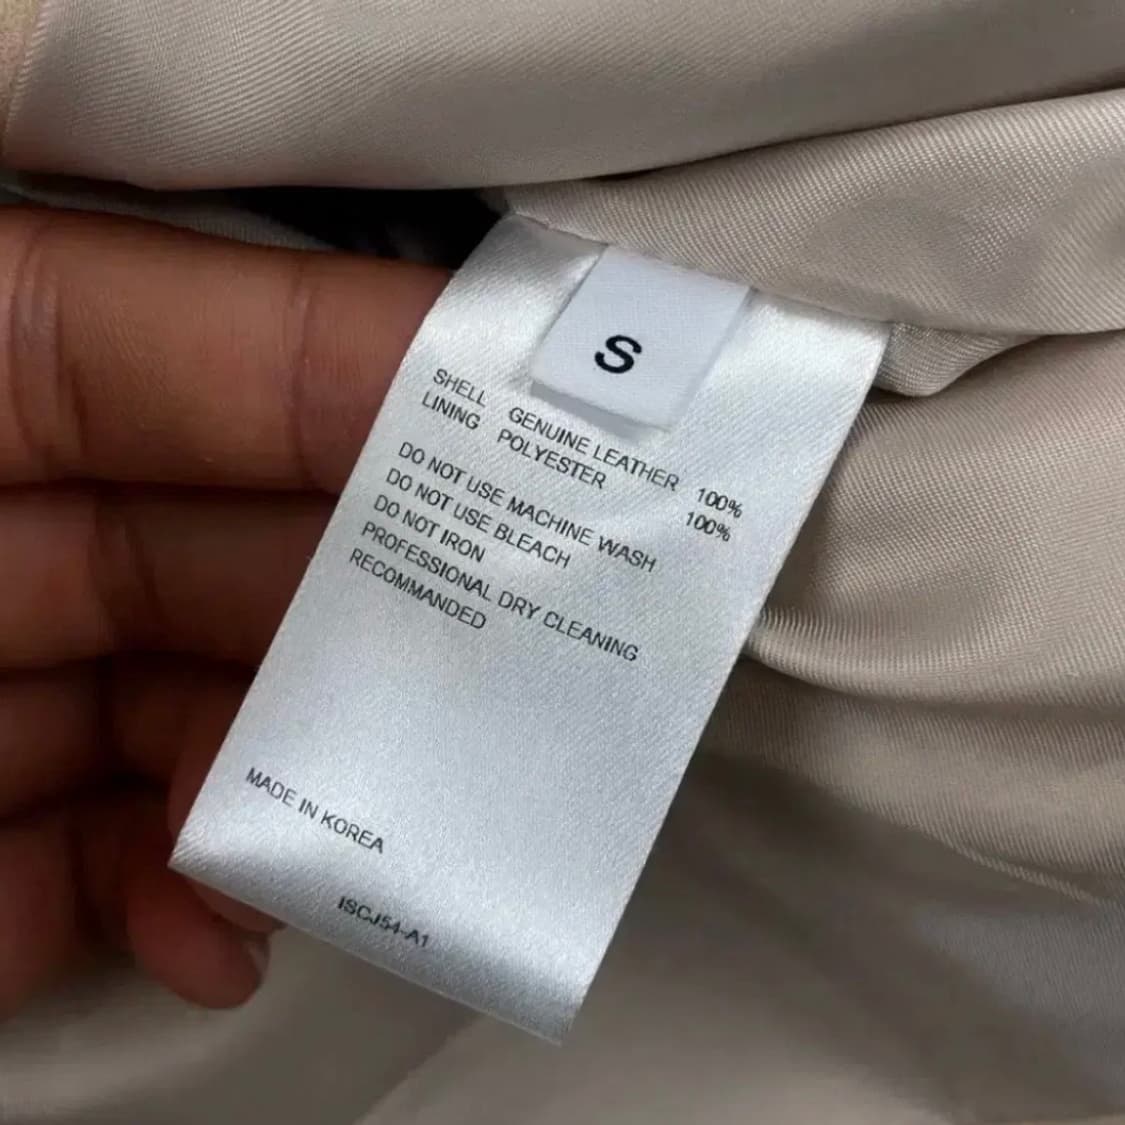 S
SHELL GENUINE LEATHER 100%
LINING POLYESTER 100%
DO NOT USE MACHINE WASH
DO NOT USE BLEACH
DO NOT IRON
PROFESSIONAL DRY CLEANING
RECOMMANDED
MADE IN KOREA
ISCJ54-A1